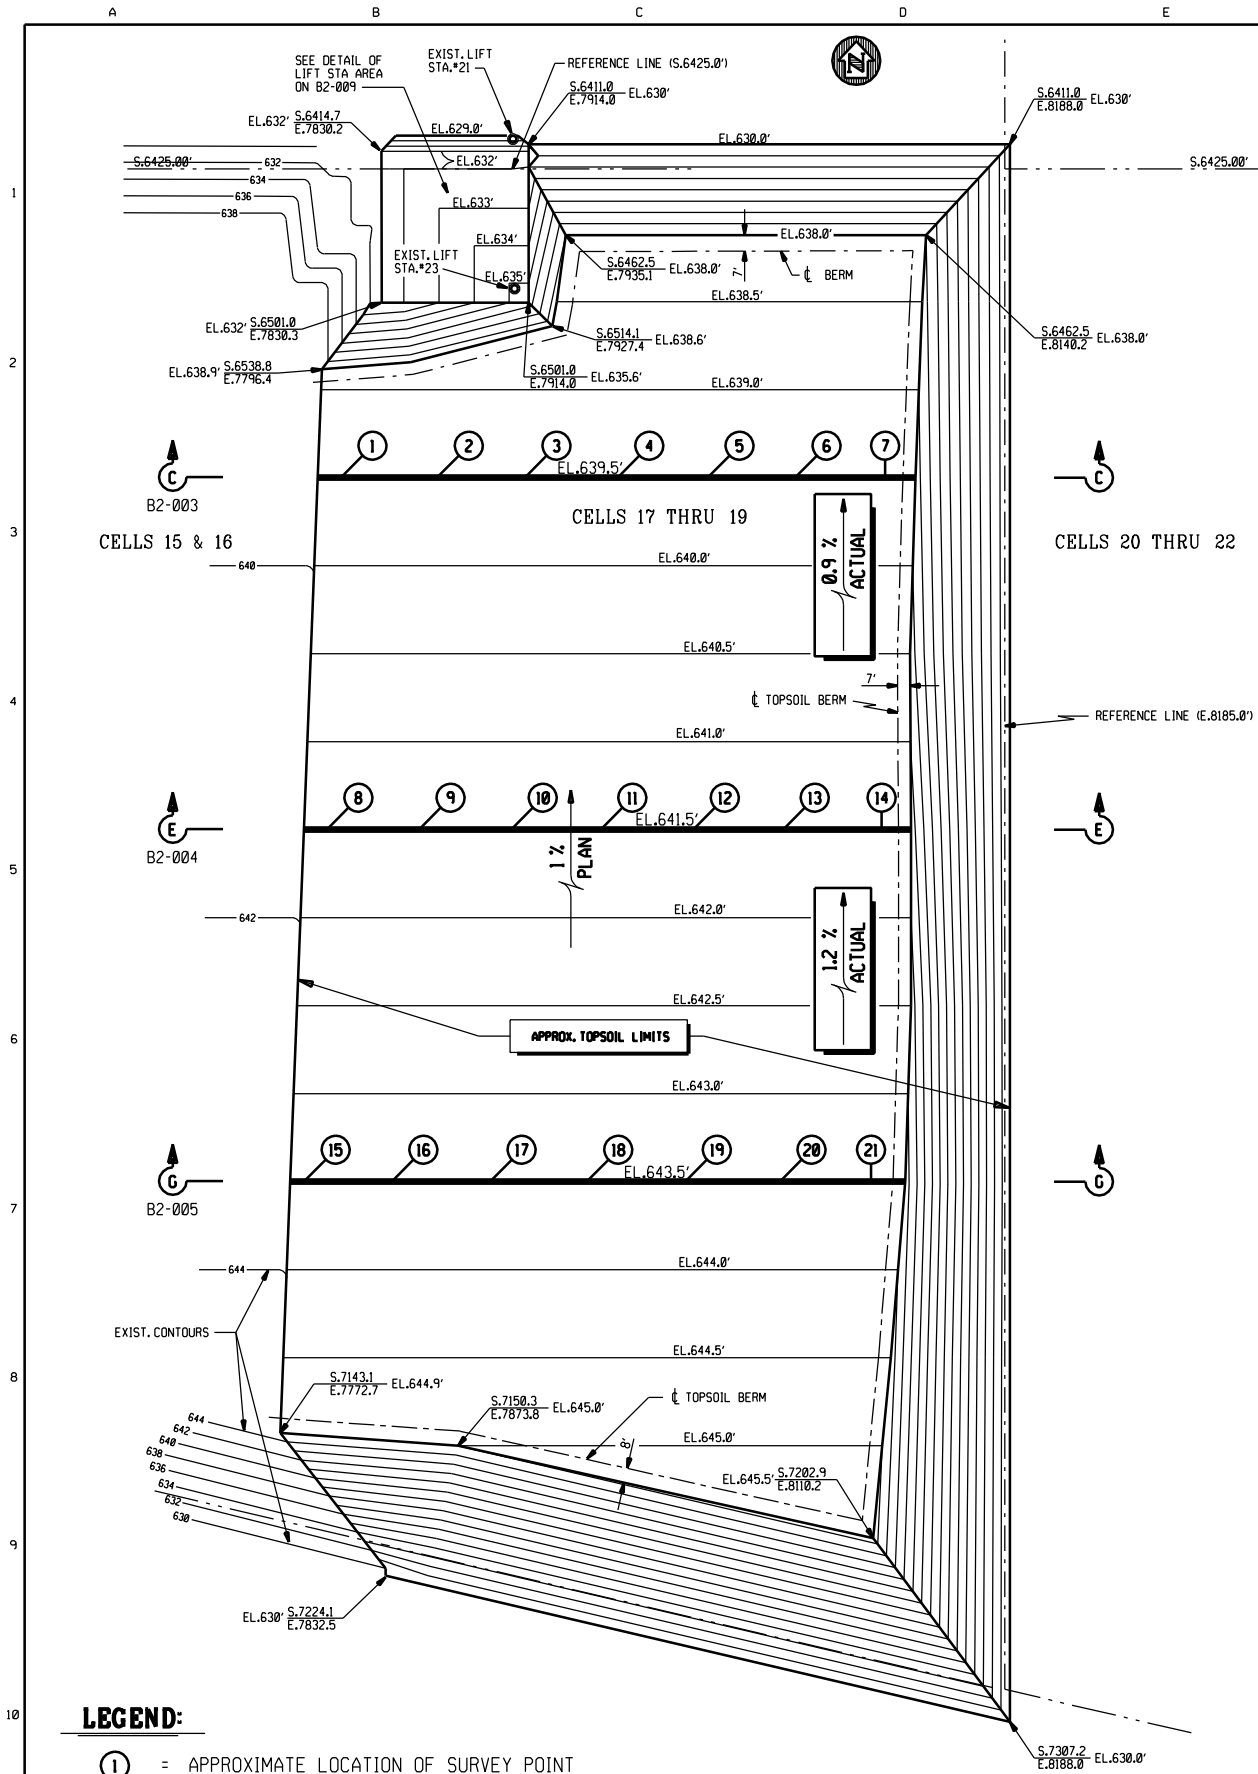 A B C D E
SEE DETAIL OF
LIFT STA AREA
ON B2-009
EXIST. LIFT
STA.#21
REFERENCE LINE (S.6425.0')
N
S.6411.0
E.7914.0
EL.630'
S.6411.0
E.8188.0
EL.630'
EL.632'
S.6414.7
E.7830.2
EL.629.0'
EL.630.0'
S.6425.00'
632
EL.632'
S.6425.00'
634
1
636
638
EL.633'
EL.634'
EL.638.0'
EXIST. LIFT
STA.#23
EL.635'
S.6462.5
E.7935.1
EL.638.0'
7'
℄ BERM
EL.638.5'
EL.632'
S.6501.0
E.7830.3
S.6514.1
E.7927.4
EL.638.6'
S.6462.5
E.8140.2
EL.638.0'
2
EL.638.9'
S.6538.8
E.7796.4
S.6501.0
E.7914.0
EL.635.6'
EL.639.0'
1 2 3 4 5 6 7
C
EL.639.5'
C
B2-003
CELLS 17 THRU 19
3
CELLS 15 & 16
CELLS 20 THRU 22
0.9 %
ACTUAL
640
EL.640.0'
EL.640.5'
7'
4
℄ TOPSOIL BERM
REFERENCE LINE (E.8185.0')
EL.641.0'
8 9 10 11 12 13 14
E
EL.641.5'
E
B2-004
1 %
PLAN
5
642
EL.642.0'
1.2 %
ACTUAL
EL.642.5'
6
APPROX. TOPSOIL LIMITS
EL.643.0'
15 16 17 18 19 20 21
G
EL.643.5'
G
B2-005
7
644
EL.644.0'
EXIST. CONTOURS
EL.644.5'
8
S.7143.1
E.7772.7
EL.644.9'
S.7150.3
E.7873.8
EL.645.0'
℄ TOPSOIL BERM
644
642
640
638
636
634
632
630
EL.645.0'
8'
EL.645.5'
S.7202.9
E.8110.2
9
EL.630'
S.7224.1
E.7832.5
10
LEGEND:
S.7307.2
E.8188.0
EL.630.0'
1 = APPROXIMATE LOCATION OF SURVEY POINT